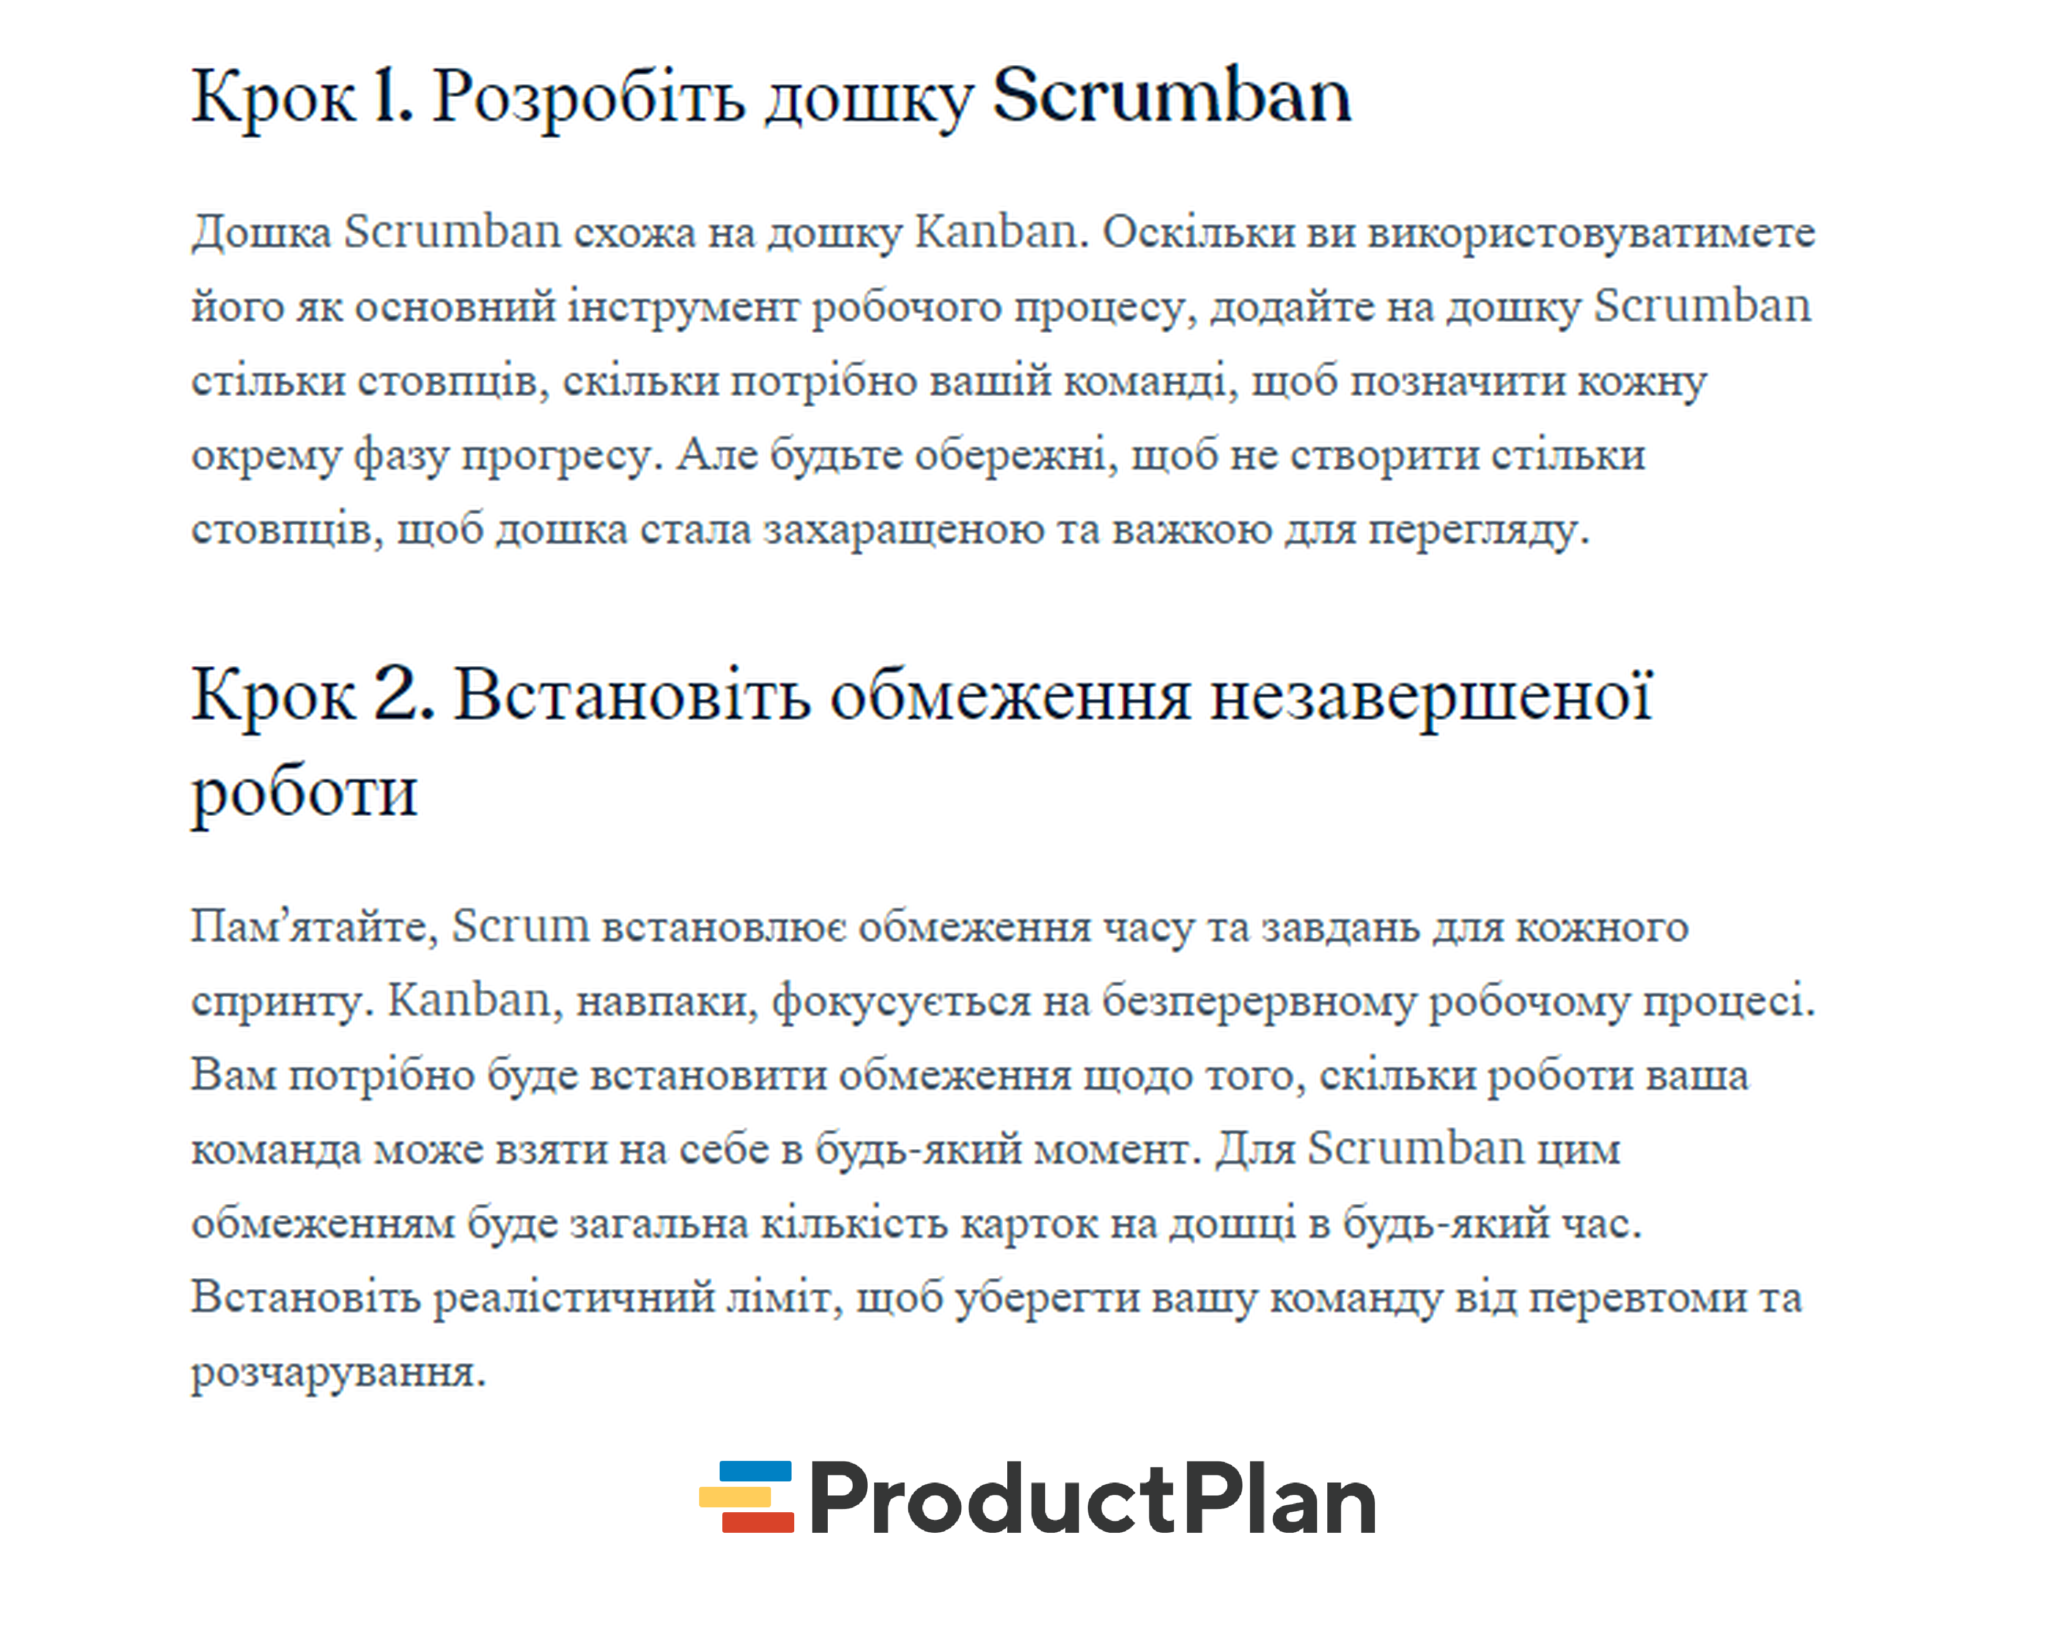 Крок 1. Розробіть дошку Scrumban
Дошка Scrumban схожа на дошку Kanban. Оскільки ви використовуватимете
його як основний інструмент робочого процесу, додайте на дошку Scrumban
стільки стовпців, скільки потрібно вашій команді, щоб позначити кожну
окрему фазу прогресу. Але будьте обережні, щоб не створити стільки
стовпців, щоб дошка стала захаращеною та важкою для перегляду.
Крок 2. Встановіть обмеження незавершеної
роботи
Пам’ятайте, Scrum встановлює обмеження часу та завдань для кожного
спринту. Kanban, навпаки, фокусується на безперервному робочому процесі.
Вам потрібно буде встановити обмеження щодо того, скільки роботи ваша
команда може взяти на себе в будь-який момент. Для Scrumban цим
обмеженням буде загальна кількість карток на дошці в будь-який час.
Встановіть реалістичний ліміт, щоб уберегти вашу команду від перевтоми та
розчарування.
ProductPlan